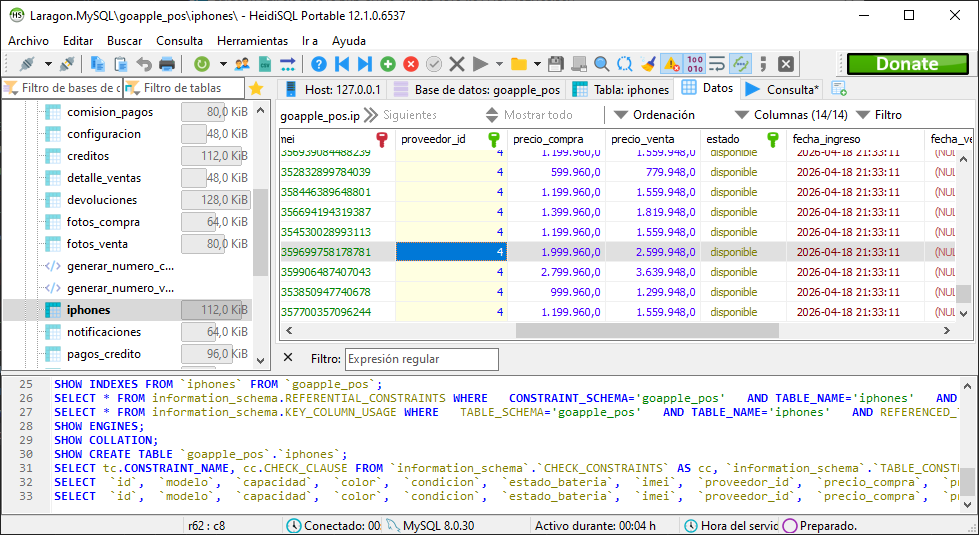 Laragon.MySQL\goapple_pos\iphones\ - HeidiSQL Portable 12.1.0.6537
Archivo Editar Buscar Consulta Herramientas Ir a Ayuda
Donate
Filtro de bases de c Filtro de tablas
Host: 127.0.0.1 Base de datos: goapple_pos Tabla: iphones Datos Consulta*
comision_pagos 80,0 KiB
configuracion 48,0 KiB
creditos 112,0 KiB
detalle_ventas 48,0 KiB
devoluciones 128,0 KiB
fotos_compra 64,0 KiB
fotos_venta 80,0 KiB
generar_numero_c...
generar_numero_v...
iphones 112,0 KiB
notificaciones 64,0 KiB
pagos_credito 96,0 KiB
goapple_pos.ip Siguientes Mostrar todo Ordenación Columnas (14/14) Filtro
mei proveedor_id precio_compra precio_venta estado fecha_ingreso fecha_ve
356939084488239 4 1.199.960,0 1.559.948,0 disponible 2026-04-18 21:33:11 (NUL
352832899784039 4 599.960,0 779.948,0 disponible 2026-04-18 21:33:11 (NUL
358446389648801 4 1.199.960,0 1.559.948,0 disponible 2026-04-18 21:33:11 (NUL
356694194319387 4 1.399.960,0 1.819.948,0 disponible 2026-04-18 21:33:11 (NUL
354530028993113 4 1.199.960,0 1.559.948,0 disponible 2026-04-18 21:33:11 (NUL
359699758178781 4 1.999.960,0 2.599.948,0 disponible 2026-04-18 21:33:11 (NUL
359906487407043 4 2.799.960,0 3.639.948,0 disponible 2026-04-18 21:33:11 (NUL
353850947740678 4 999.960,0 1.299.948,0 disponible 2026-04-18 21:33:11 (NUL
357700357096244 4 1.199.960,0 1.559.948,0 disponible 2026-04-18 21:33:11 (NUL
Filtro: Expresión regular
25 SHOW INDEXES FROM `iphones` FROM `goapple_pos`;
26 SELECT * FROM information_schema.REFERENTIAL_CONSTRAINTS WHERE CONSTRAINT_SCHEMA='goapple_pos' AND TABLE_NAME='iphones' AND
27 SELECT * FROM information_schema.KEY_COLUMN_USAGE WHERE TABLE_SCHEMA='goapple_pos' AND TABLE_NAME='iphones' AND REFERENCED_
28 SHOW ENGINES;
29 SHOW COLLATION;
30 SHOW CREATE TABLE `goapple_pos`.`iphones`;
31 SELECT tc.CONSTRAINT_NAME, cc.CHECK_CLAUSE FROM `information_schema`.`CHECK_CONSTRAINTS` AS cc, `information_schema`.`TABLE_CONST
32 SELECT `id`, `modelo`, `capacidad`, `color`, `condicion`, `estado_bateria`, `imei`, `proveedor_id`, `precio_compra`, `pr
33 SELECT `id`, `modelo`, `capacidad`, `color`, `condicion`, `estado_bateria`, `imei`, `proveedor_id`, `precio_compra`, `pr
r62 : c8 Conectado: 00: MySQL 8.0.30 Activo durante: 00:04 h Hora del servic Preparado.